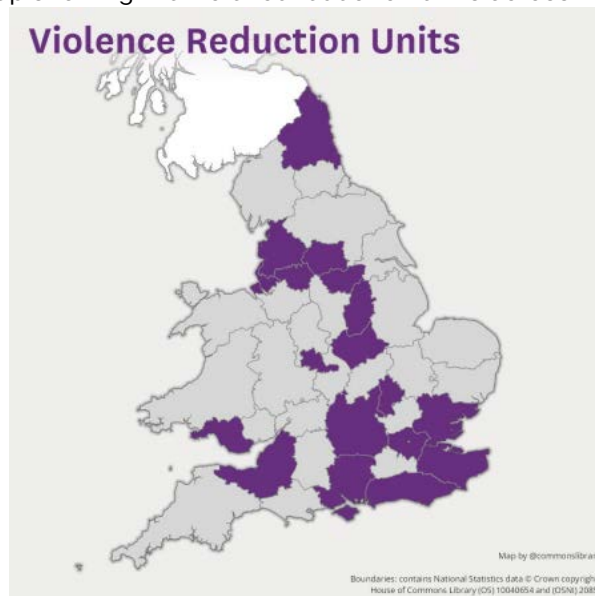 Violence Reduction Units
Map by @commonslibrar
Boundaries: contains National Statistics data © Crown copyrigh
House of Commons Library (OS) 10040654 and (OSNI) 208